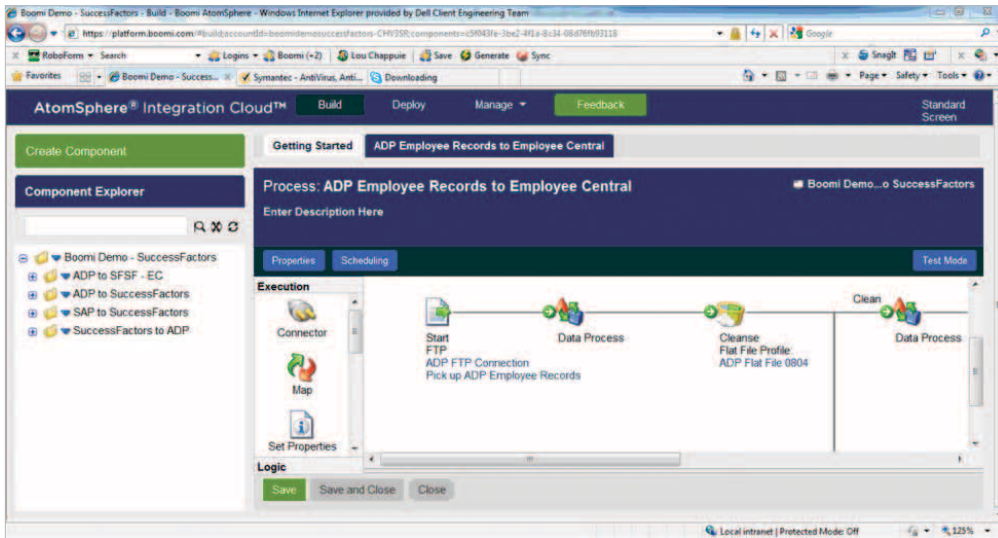 Boomi Demo - SuccessFactors - Build - Boomi AtomSphere - Windows Internet Explorer provided by Dell Client Engineering Team
https://platform.boomi.com
Google
RoboForm Search Logins Boomi (+2) Lou Chappuie Save Generate Sync SnagIt
Favorites Boomi Demo - Success... Symantec - AntiVirus, Anti... Downloading Page Safety Tools
AtomSphere® Integration Cloud™ Build Deploy Manage Feedback Standard Screen
Create Component
Getting Started ADP Employee Records to Employee Central
Component Explorer
Process: ADP Employee Records to Employee Central
Boomi Demo...o SuccessFactors
Enter Description Here
Boomi Demo - SuccessFactors
ADP to SFSF - EC
ADP to SuccessFactors
SAP to SuccessFactors
SuccessFactors to ADP
Properties Scheduling Test Mode
Execution
Connector
Map
Set Properties
Logic
Start
FTP
ADP FTP Connection
Pick up ADP Employee Records
Data Process
Cleanse
Flat File Profile:
ADP Flat File 0804
Clean
Data Process
Save Save and Close Close
Local intranet | Protected Mode: Off 125%